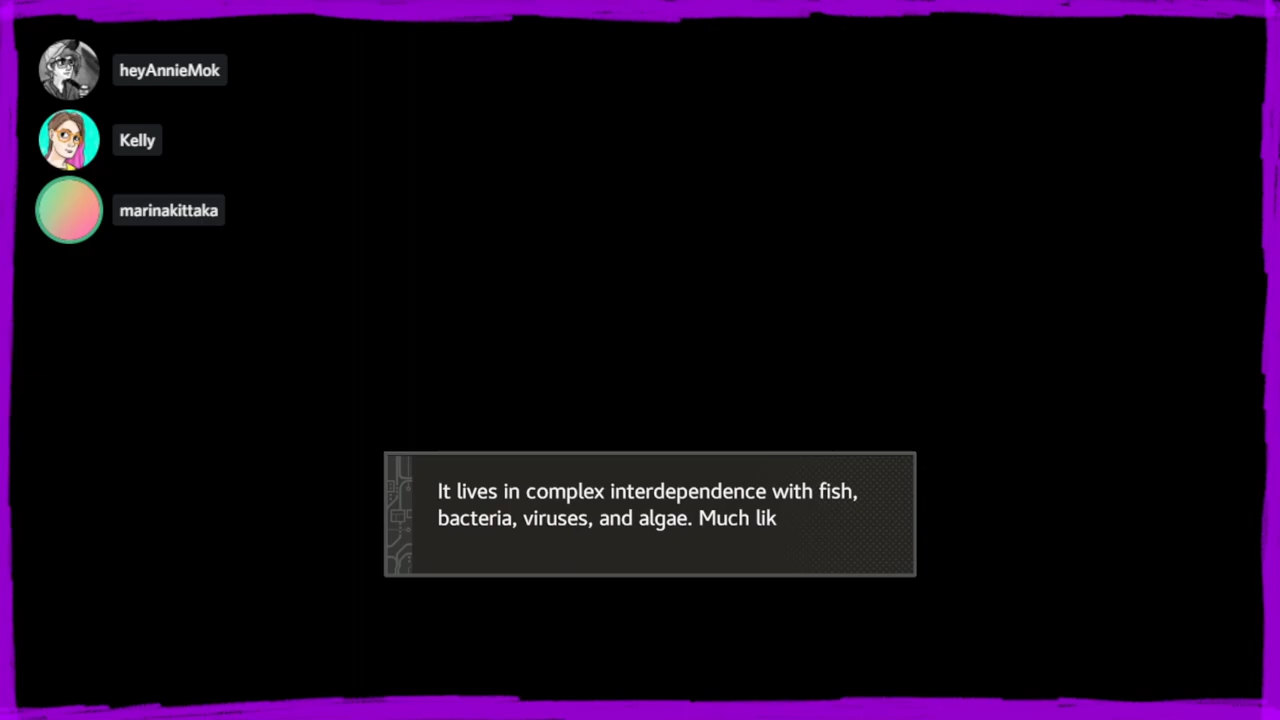 heyAnnieMok
Kelly
marinakittaka
It lives in complex interdependence with fish,
bacteria, viruses, and algae. Much lik